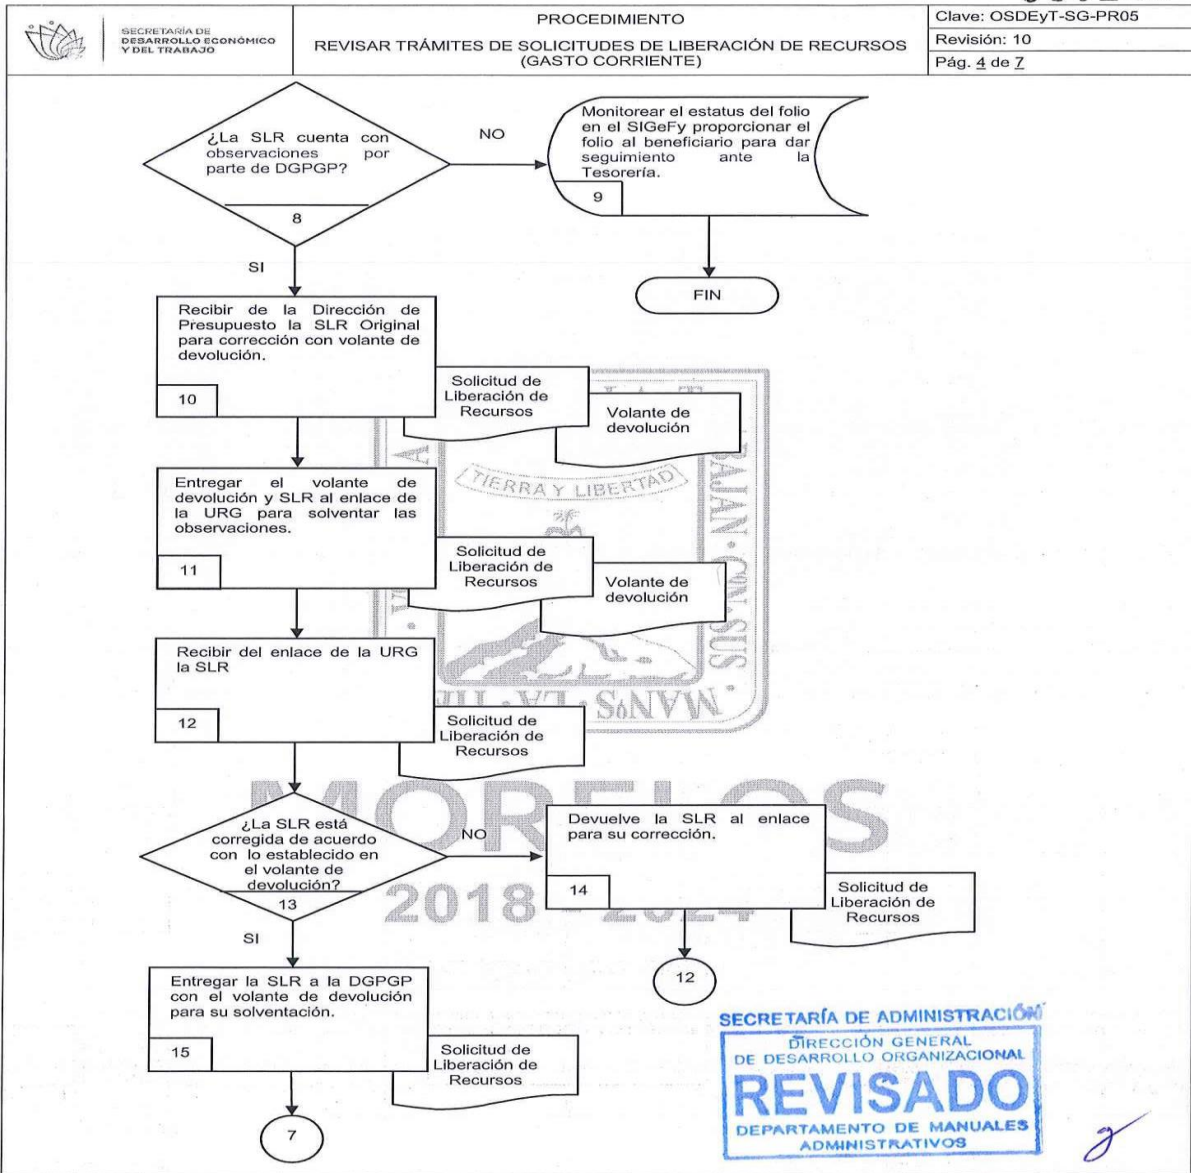 SECRETARÍA DE
DESARROLLO ECONÓMICO
Y DEL TRABAJO
PROCEDIMIENTO
REVISAR TRÁMITES DE SOLICITUDES DE LIBERACIÓN DE RECURSOS
(GASTO CORRIENTE)
Clave: OSDEyT-SG-PR05
Revisión: 10
Pág. 4 de 7
¿La SLR cuenta con
observaciones por
parte de DGPGP?
8
NO
Monitorear el estatus del folio
en el SIGeFy proporcionar el
folio al beneficiario para dar
seguimiento ante la
Tesorería.
9
FIN
SI
Recibir de la Dirección de
Presupuesto la SLR Original
para corrección con volante de
devolución.
10
Solicitud de
Liberación de
Recursos
Volante de
devolución
TIERRA Y LIBERTAD
Entregar el volante de
devolución y SLR al enlace de
la URG para solventar las
observaciones.
11
Solicitud de
Liberación de
Recursos
Volante de
devolución
Recibir del enlace de la URG
la SLR
12
Solicitud de
Liberación de
Recursos
MORELOS
2018 - 2024
¿La SLR está
corregida de acuerdo
con lo establecido en
el volante de
devolución?
13
NO
Devuelve la SLR al enlace
para su corrección.
14
Solicitud de
Liberación de
Recursos
12
SI
Entregar la SLR a la DGPGP
con el volante de devolución
para su solventación.
15
Solicitud de
Liberación de
Recursos
7
SECRETARÍA DE ADMINISTRACIÓN
DIRECCIÓN GENERAL
DE DESARROLLO ORGANIZACIONAL
REVISADO
DEPARTAMENTO DE MANUALES
ADMINISTRATIVOS